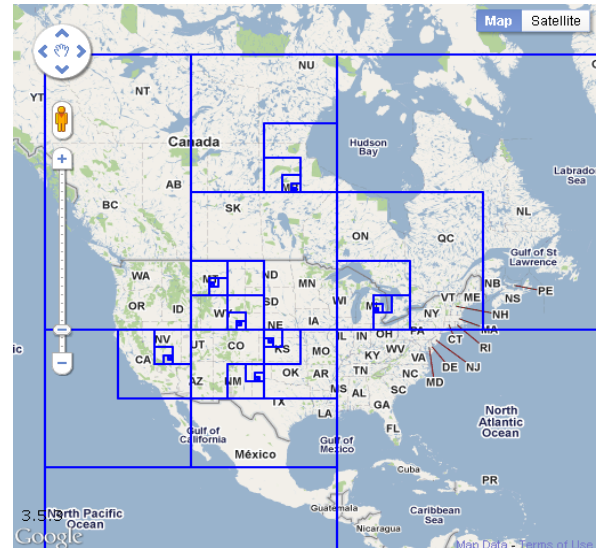 Map Satellite
NU
YT
NT
Canada
Hudson
Bay
Labrador
Sea
AB
BC
SK
NL
ON
QC
Gulf of St
Lawrence
WA
MT
ND
MN
NB
PE
OR
ID
SD
WI
VT ME
NS
WY
IA
NY
NH
NE
MA
NV
UT
CO
KS
IL IN OH
PA
CT
RI
CA
MO
KY
WV
VA
DE NJ
MD
AZ
NM
OK
AR
TN
NC
TX
MS AL
SC
GA
LA
FL
North
Atlantic
Ocean
Gulf of
California
Gulf of
Mexico
México
Cuba
PR
Guatemala
Caribbean
Sea
Nicaragua
3.5.3
North Pacific
Ocean
Google
Map Data - Terms of Use